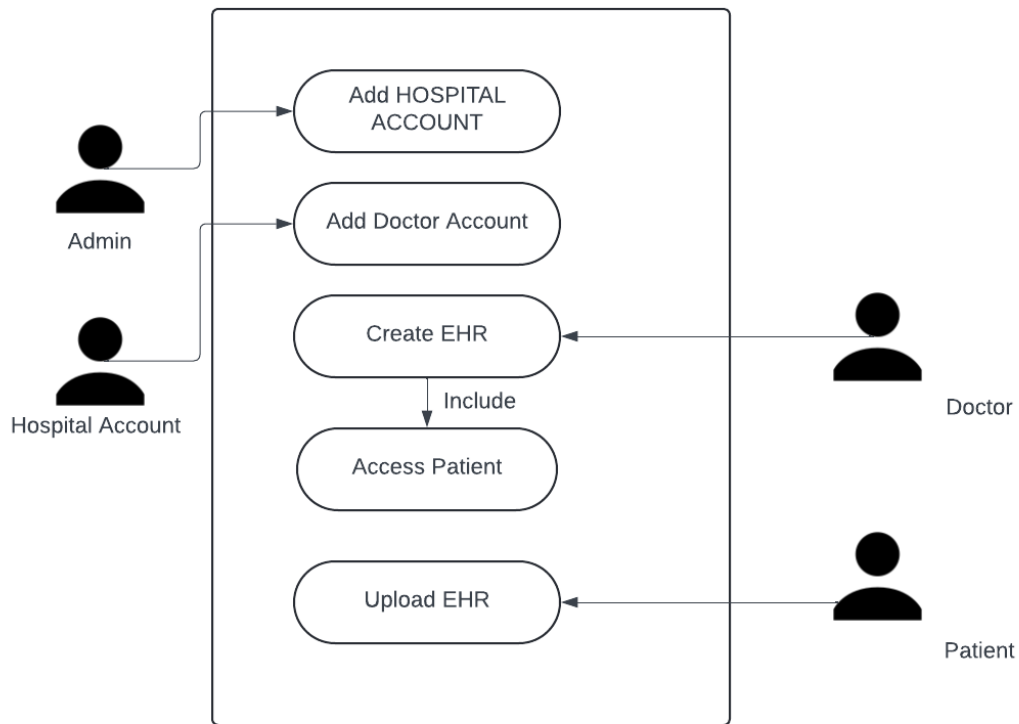 Add HOSPITAL
ACCOUNT
Admin
Add Doctor Account
Hospital Account
Create EHR
Include
Doctor
Access Patient
Upload EHR
Patient